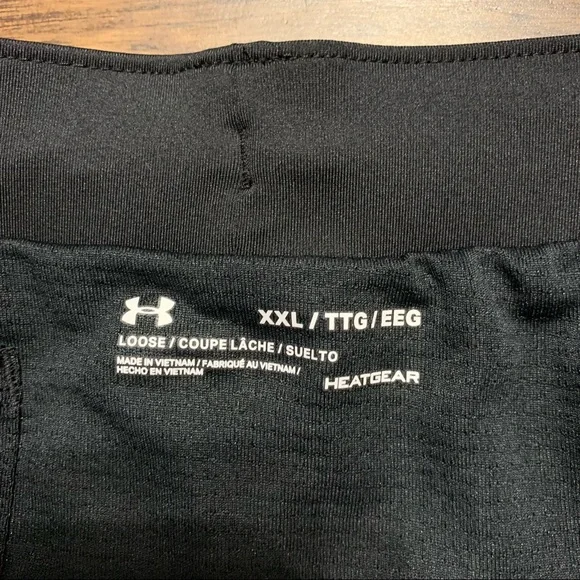 XXL / TTG / EEG
LOOSE / COUPE LÂCHE / SUELTO
MADE IN VIETNAM / FABRIQUÉ AU VIETNAM /
HECHO EN VIETNAM
HEATGEAR